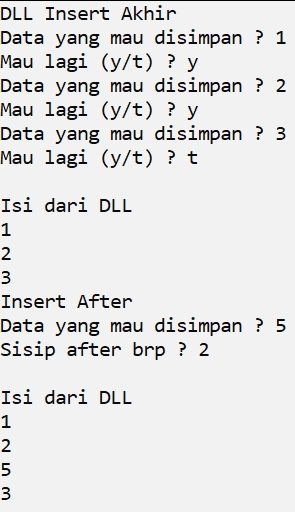 DLL Insert Akhir
Data yang mau disimpan ? 1
Mau lagi (y/t) ? y
Data yang mau disimpan ? 2
Mau lagi (y/t) ? y
Data yang mau disimpan ? 3
Mau lagi (y/t) ? t

Isi dari DLL
1
2
3
Insert After
Data yang mau disimpan ? 5
Sisip after brp ? 2

Isi dari DLL
1
2
5
3